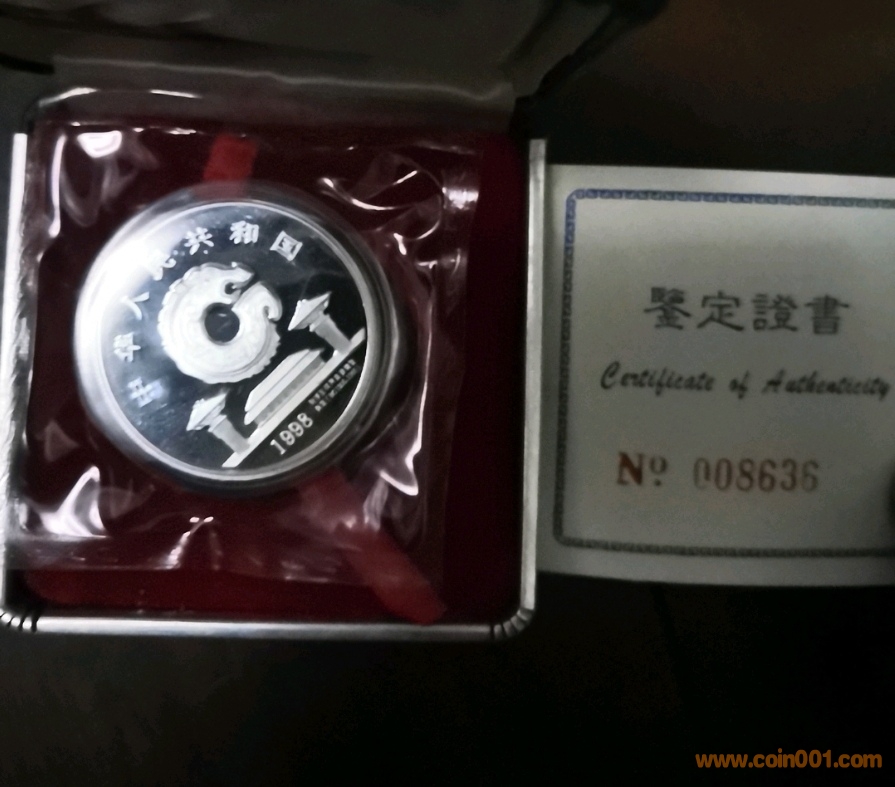 中华人民共和国
1998
鑒定證書
Certificate of Authenticity
Nº 008636
www.coin001.com